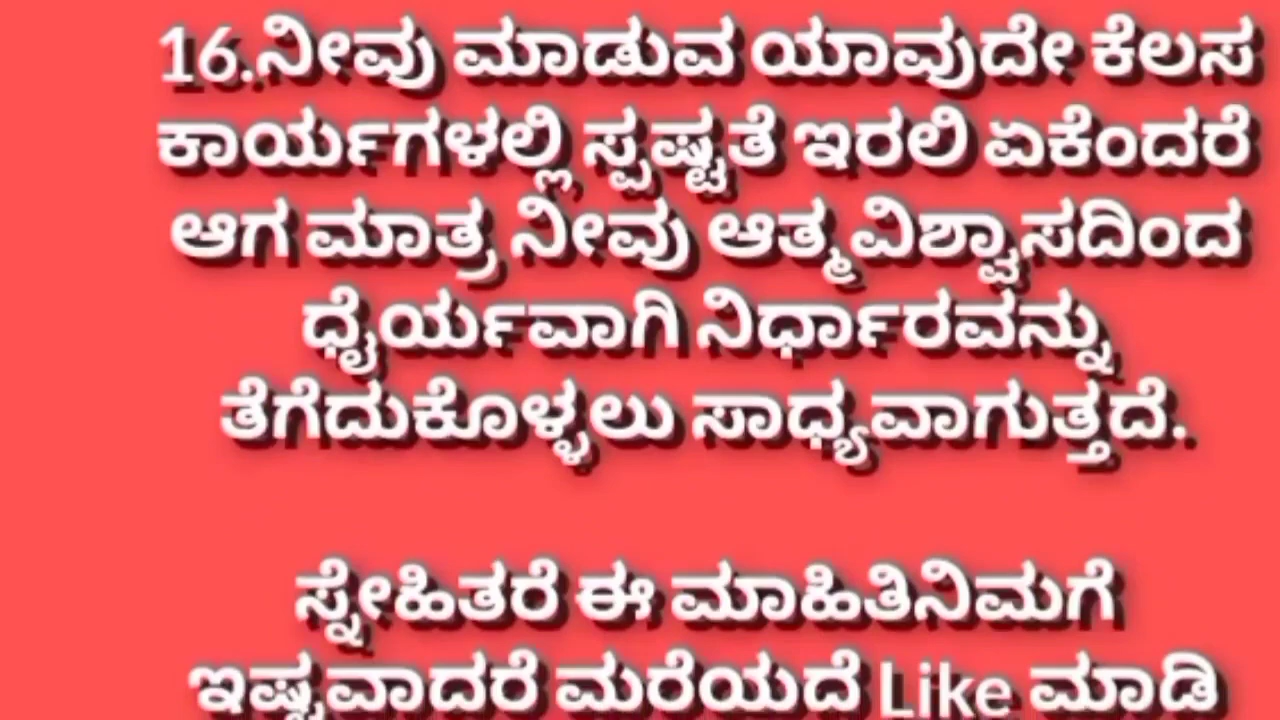 16.ನೀವು ಮಾಡುವ ಯಾವುದೇ ಕೆಲಸ
ಕಾರ್ಯಗಳಲ್ಲಿ ಸ್ಪಷ್ಟತೆ ಇರಲಿ ಏಕೆಂದರೆ
ಆಗ ಮಾತ್ರ ನೀವು ಆತ್ಮವಿಶ್ವಾಸದಿಂದ
ಧೈರ್ಯವಾಗಿ ನಿರ್ಧಾರವನ್ನು
ತೆಗೆದುಕೊಳ್ಳಲು ಸಾಧ್ಯವಾಗುತ್ತದೆ.
ಸ್ನೇಹಿತರೆ ಈ ಮಾಹಿತಿನಿಮಗೆ
ಇಷ್ಟವಾದರೆ ಮರೆಯದೆ Like ಮಾಡಿ